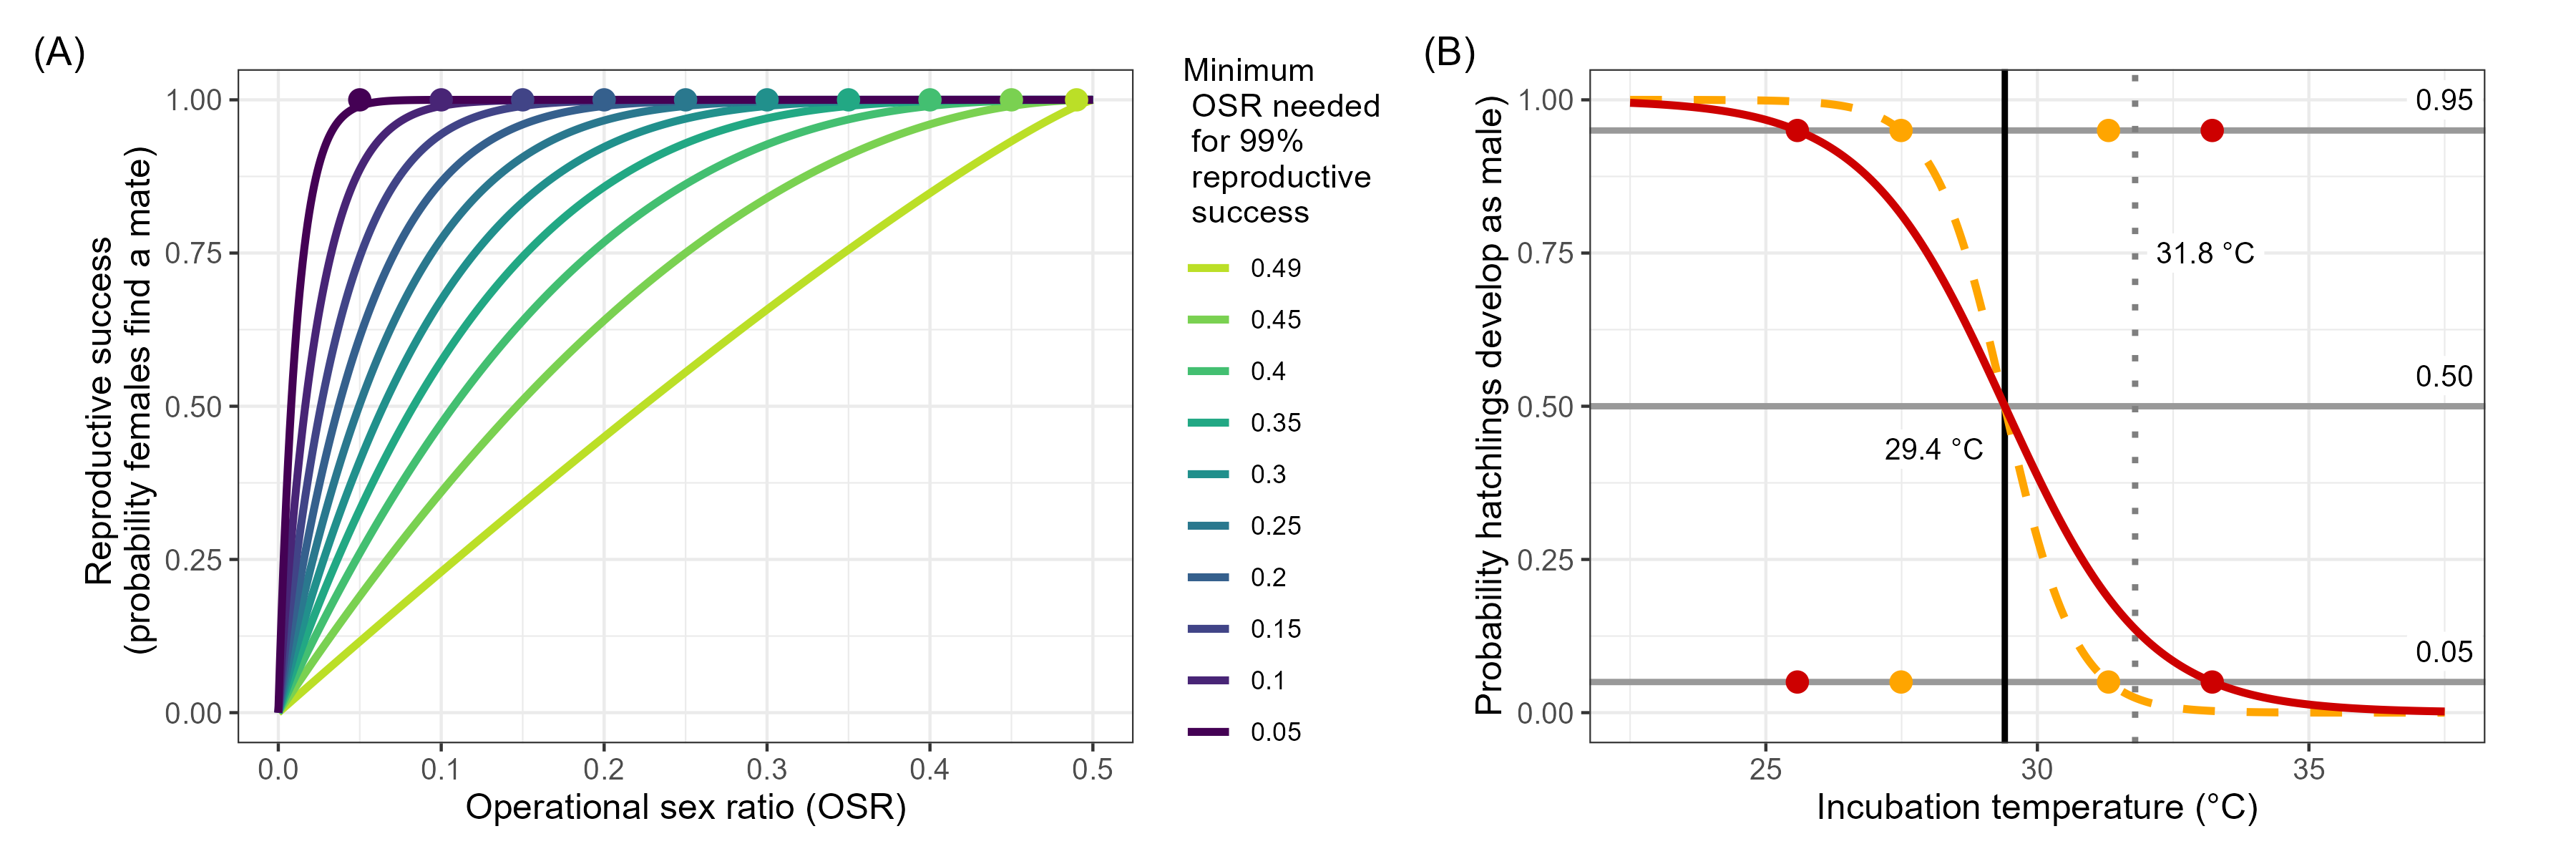 (A)
Reproductive success
(probability females find a mate)
1.00
0.75
0.50
0.25
0.00
0.0
0.1
0.2
0.3
0.4
0.5
Operational sex ratio (OSR)
Minimum
OSR needed
for 99%
reproductive
success
0.49
0.45
0.4
0.35
0.3
0.25
0.2
0.15
0.1
0.05
(B)
Probability hatchlings develop as male)
1.00
0.75
0.50
0.25
0.00
0.95
31.8 °C
0.50
29.4 °C
0.05
25
30
35
Incubation temperature (°C)